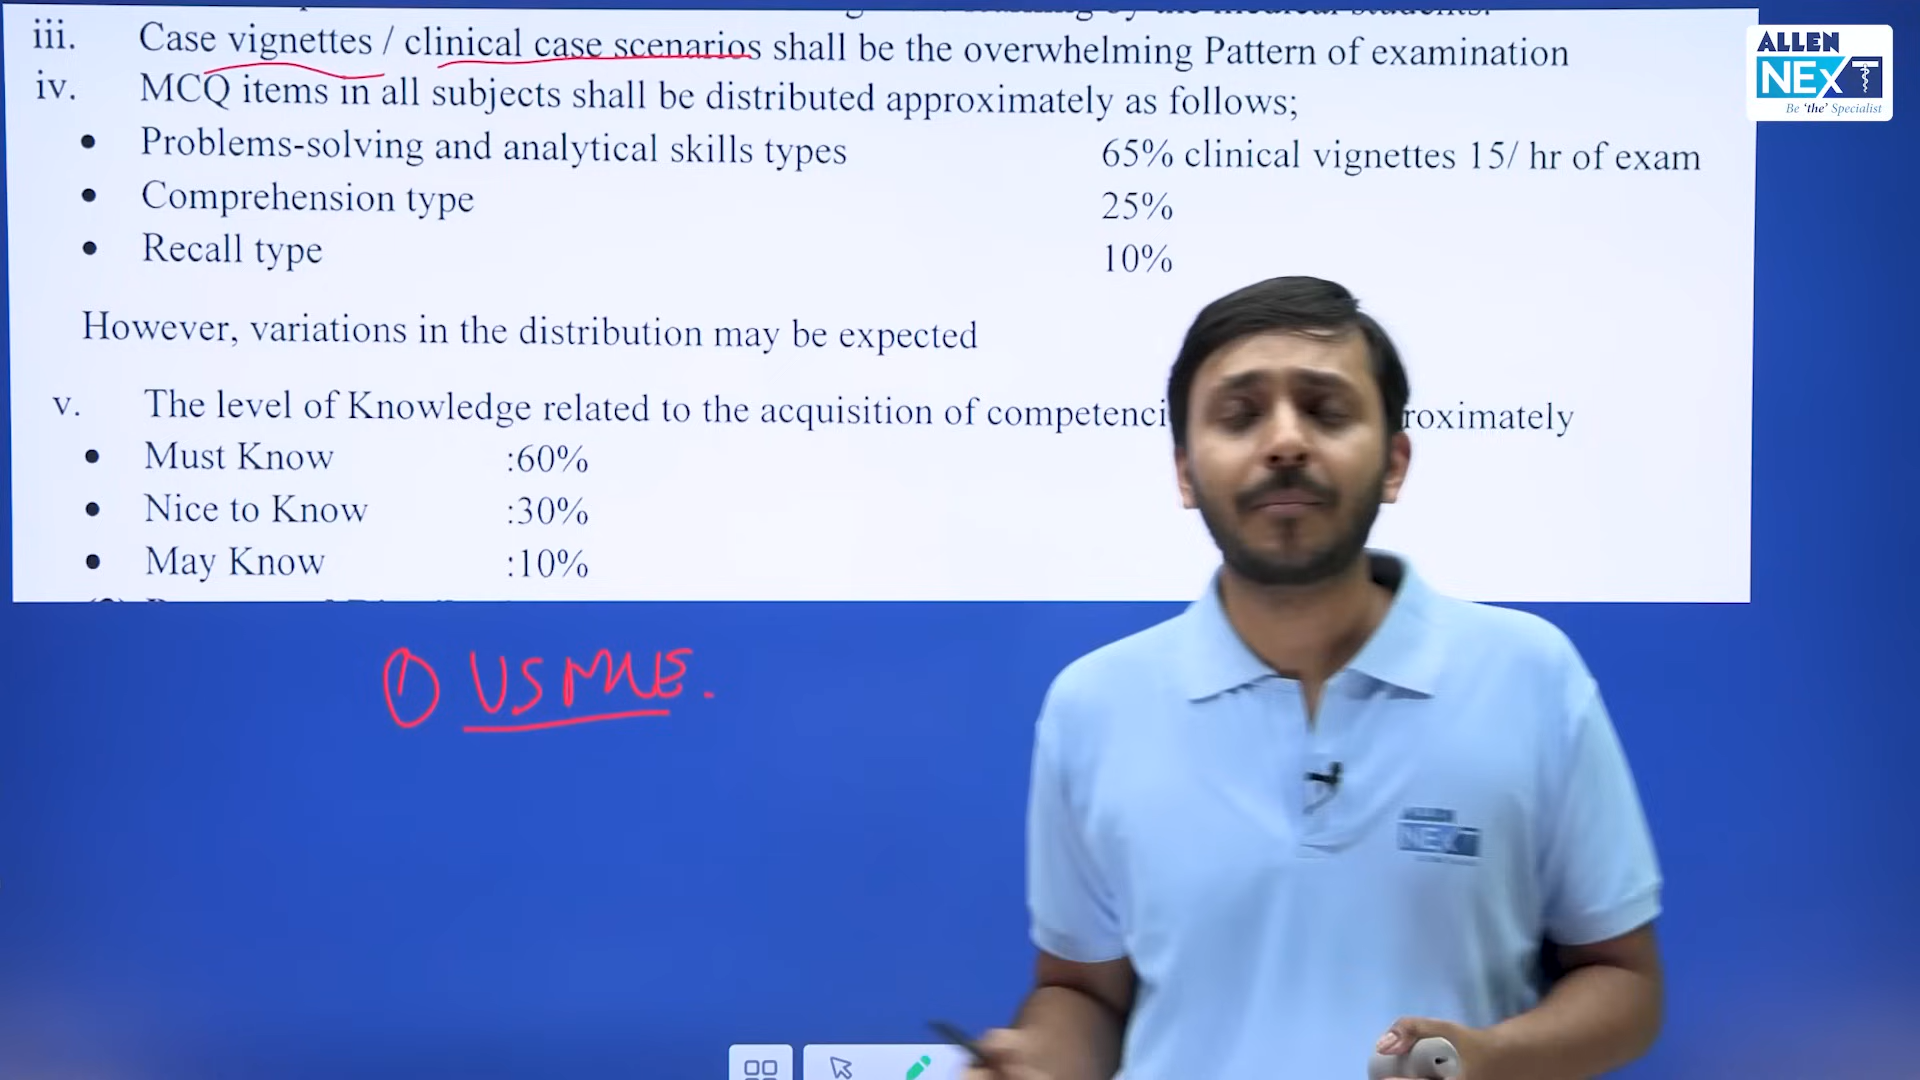 iii. Case vignettes / clinical case scenarios shall be the overwhelming Pattern of examination
iv. MCQ items in all subjects shall be distributed approximately as follows;
• Problems-solving and analytical skills types 65% clinical vignettes 15/ hr of exam
• Comprehension type 25%
• Recall type 10%
However, variations in the distribution may be expected
v. The level of Knowledge related to the acquisition of competenci roximately
• Must Know :60%
• Nice to Know :30%
• May Know :10%
① USMLE.
ALLEN
NEXT
Be 'the' Specialist
ALLEN
NEXT